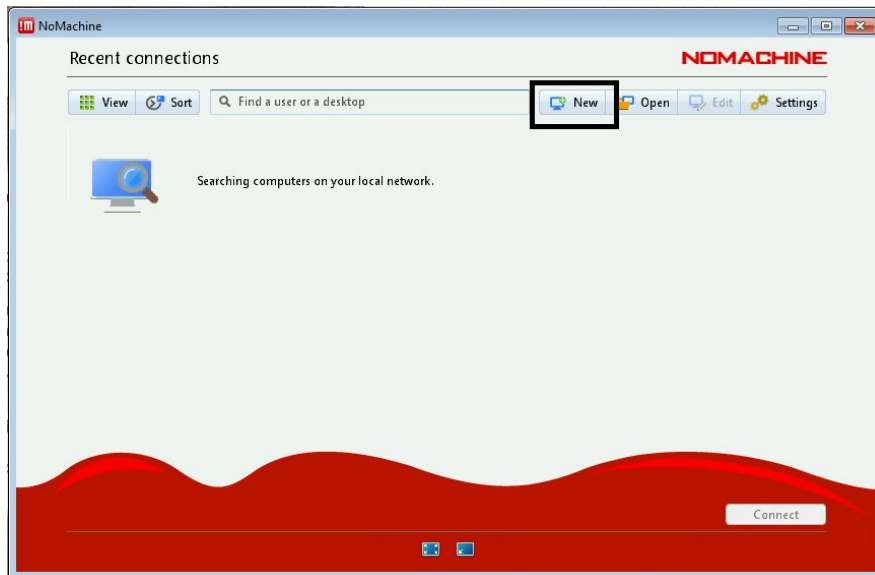 !M NoMachine
Recent connections
NOMACHINE
View Sort Find a user or a desktop New Open Edit Settings
Searching computers on your local network.
Connect